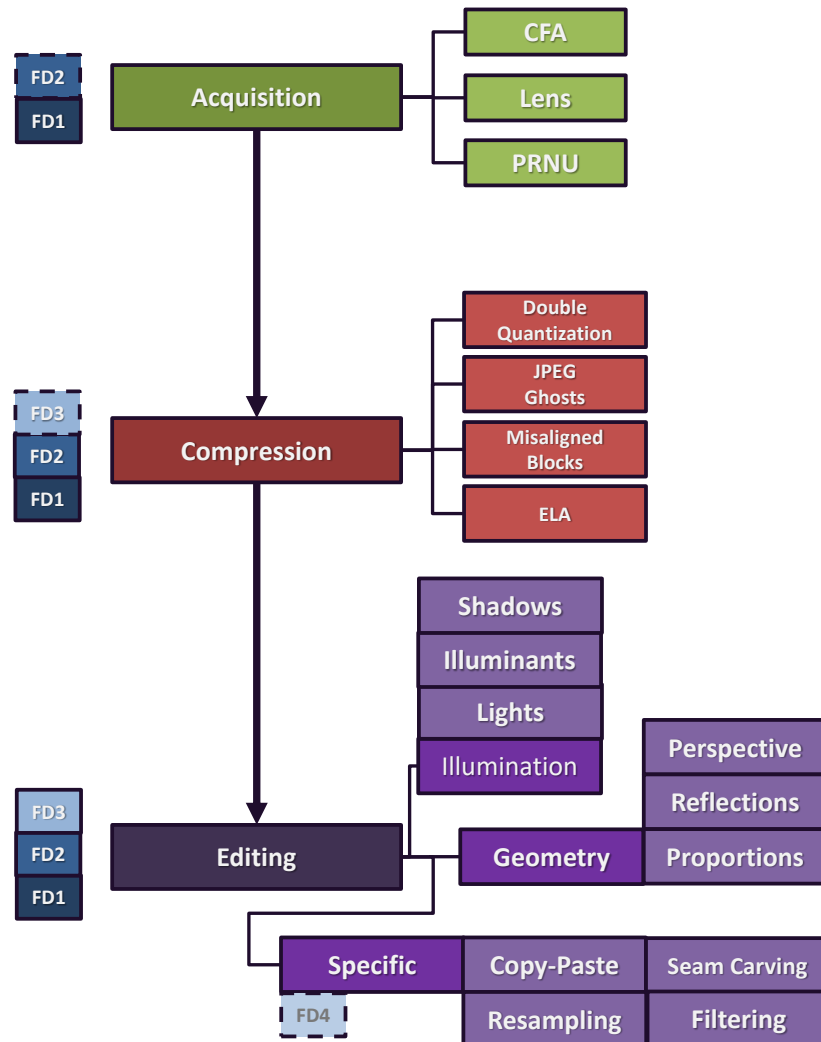 CFA
FD2
Acquisition
Lens
FD1
PRNU
Double
Quantization
JPEG
Ghosts
FD3
Compression
Misaligned
Blocks
FD2
FD1
ELA
Shadows
Illuminants
Lights
Illumination
Perspective
Reflections
FD3
FD2
Editing
Geometry
Proportions
FD1
Specific
Copy-Paste
Seam Carving
FD4
Resampling
Filtering